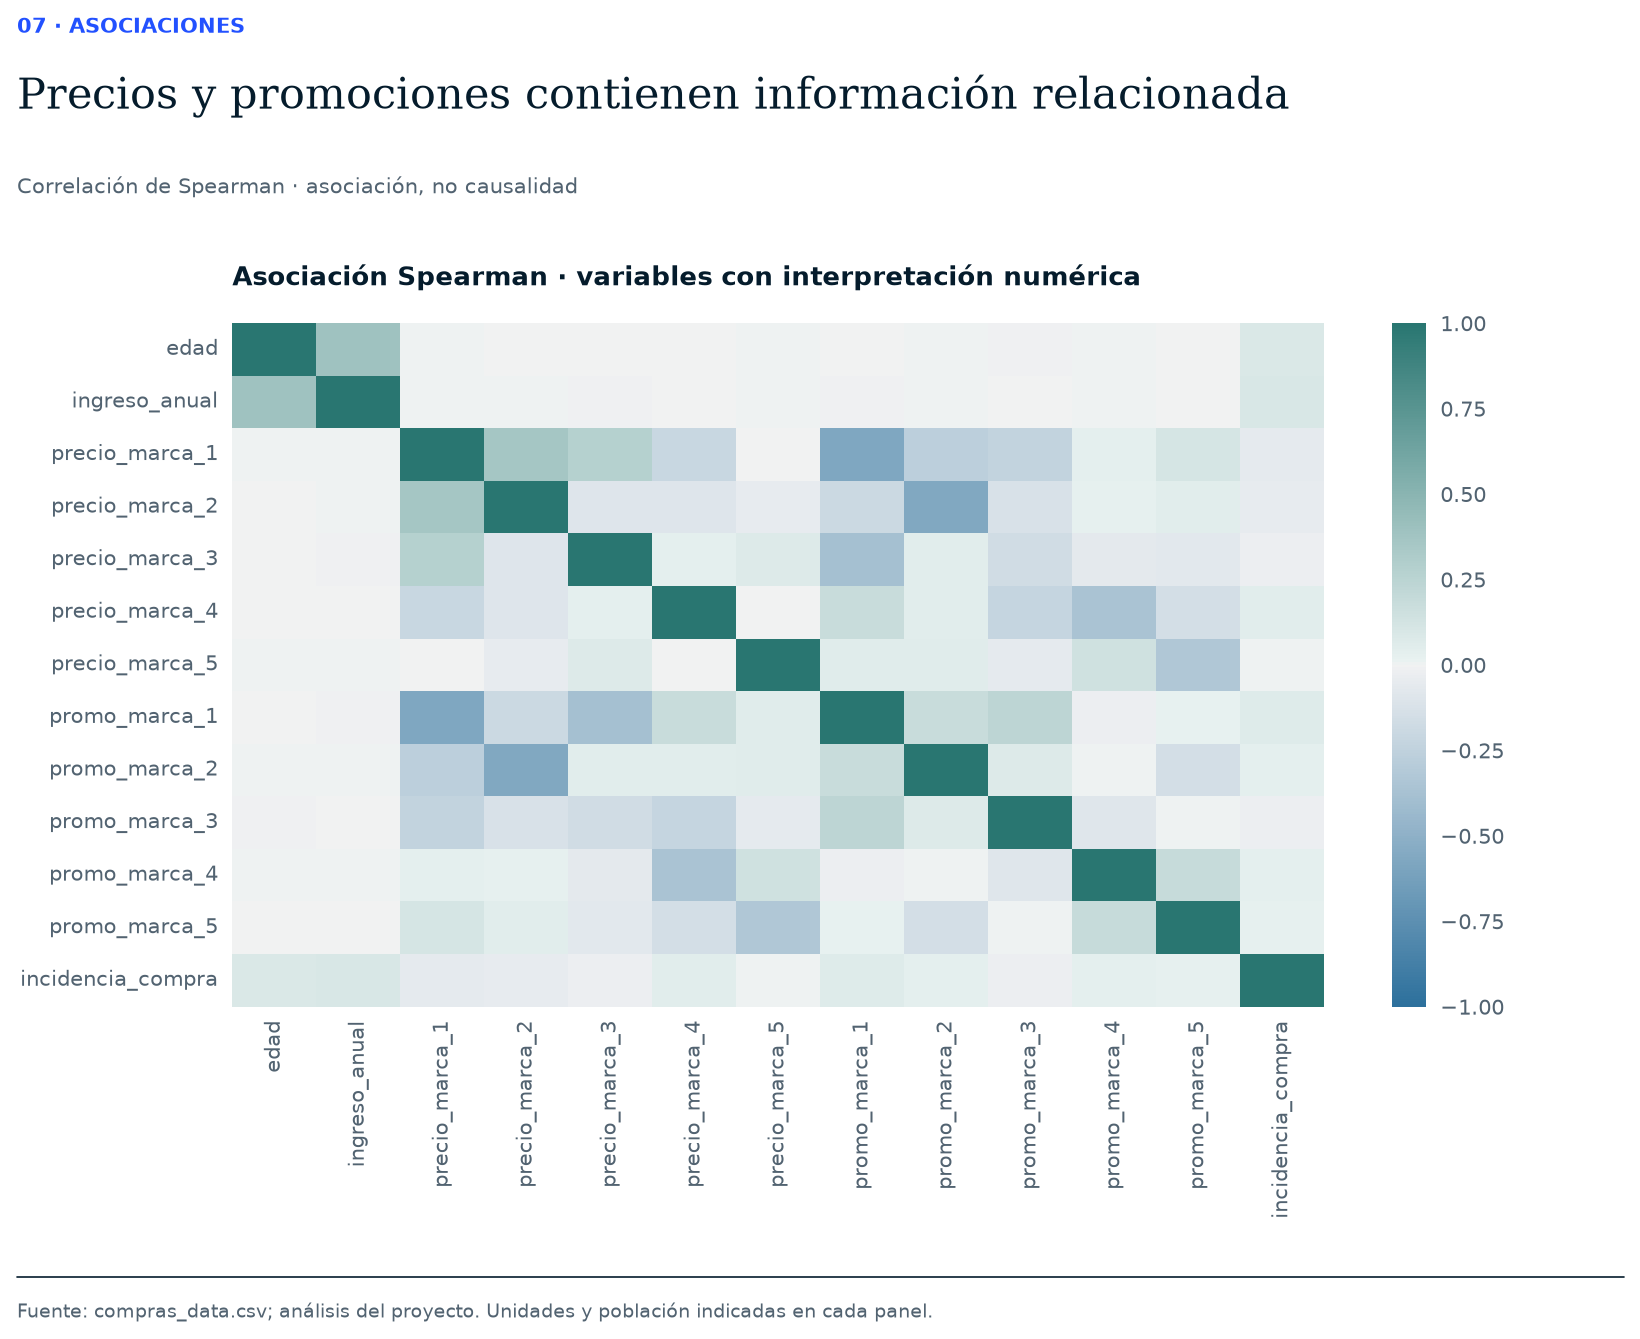 07 · ASOCIACIONES
Precios y promociones contienen información relacionada
Correlación de Spearman · asociación, no causalidad
Asociación Spearman · variables con interpretación numérica
edad
ingreso_anual
precio_marca_1
precio_marca_2
precio_marca_3
precio_marca_4
precio_marca_5
promo_marca_1
promo_marca_2
promo_marca_3
promo_marca_4
promo_marca_5
incidencia_compra
edad
ingreso_anual
precio_marca_1
precio_marca_2
precio_marca_3
precio_marca_4
precio_marca_5
promo_marca_1
promo_marca_2
promo_marca_3
promo_marca_4
promo_marca_5
incidencia_compra
1.00
0.75
0.50
0.25
0.00
−0.25
−0.50
−0.75
−1.00
Fuente: compras_data.csv; análisis del proyecto. Unidades y población indicadas en cada panel.